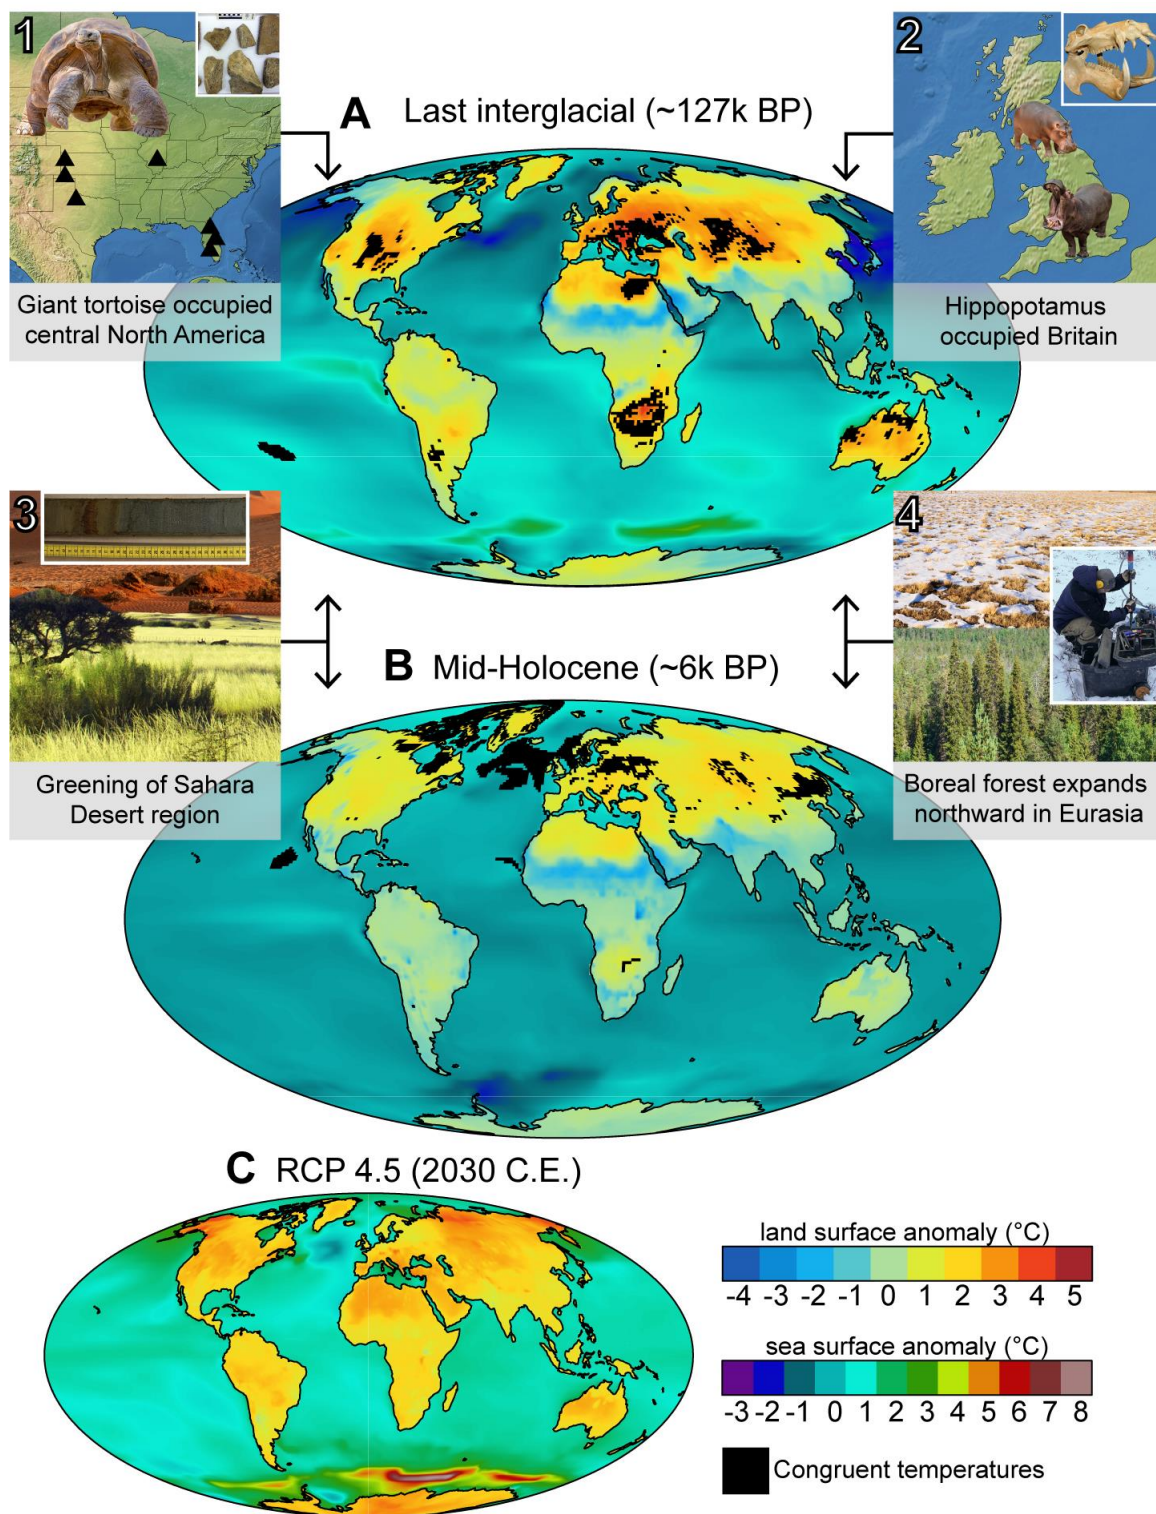 1
2
A Last interglacial (~127k BP)
Giant tortoise occupied
central North America
Hippopotamus
occupied Britain
3
4
B Mid-Holocene (~6k BP)
Greening of Sahara
Desert region
Boreal forest expands
northward in Eurasia
C RCP 4.5 (2030 C.E.)
land surface anomaly (°C)
-4 -3 -2 -1 0 1 2 3 4 5
sea surface anomaly (°C)
-3 -2 -1 0 1 2 3 4 5 6 7 8
Congruent temperatures